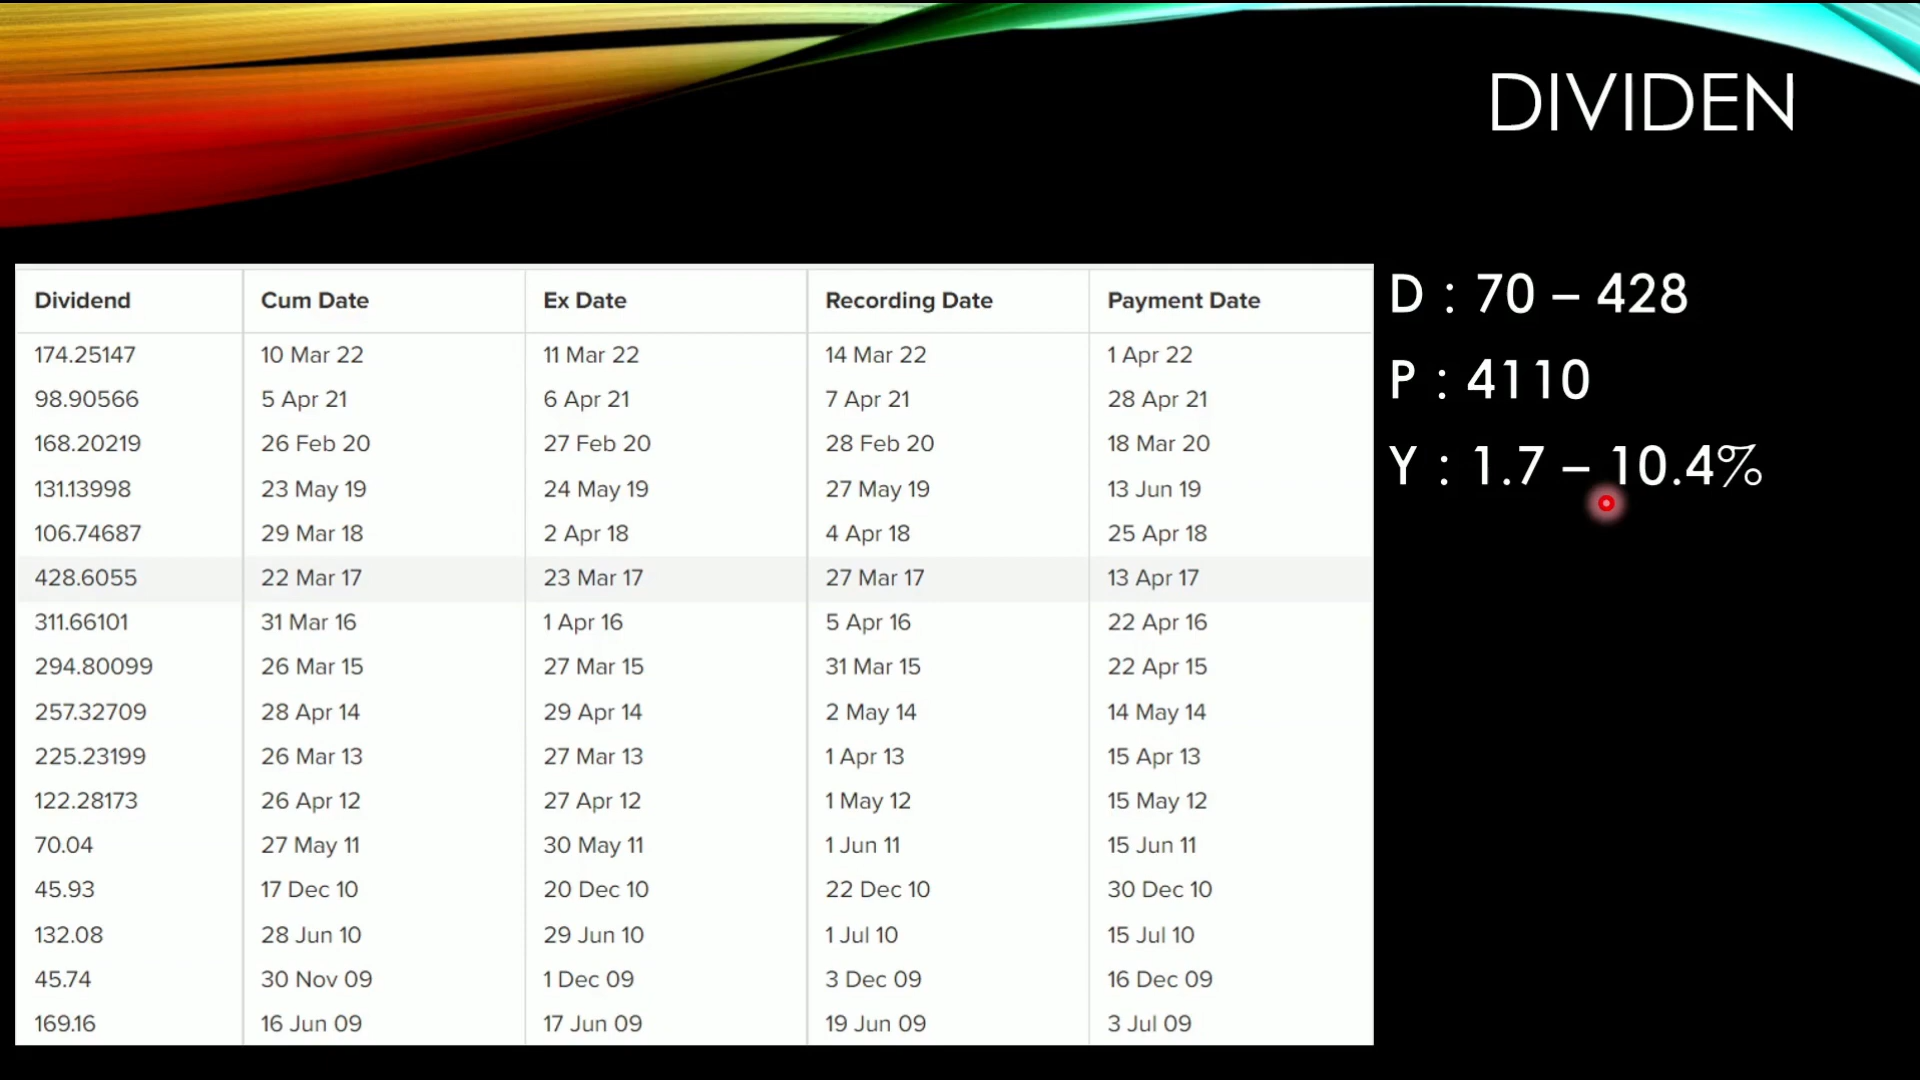 DIVIDEN
Dividend Cum Date Ex Date Recording Date Payment Date
174.25147 10 Mar 22 11 Mar 22 14 Mar 22 1 Apr 22
98.90566 5 Apr 21 6 Apr 21 7 Apr 21 28 Apr 21
168.20219 26 Feb 20 27 Feb 20 28 Feb 20 18 Mar 20
131.13998 23 May 19 24 May 19 27 May 19 13 Jun 19
106.74687 29 Mar 18 2 Apr 18 4 Apr 18 25 Apr 18
428.6055 22 Mar 17 23 Mar 17 27 Mar 17 13 Apr 17
311.66101 31 Mar 16 1 Apr 16 5 Apr 16 22 Apr 16
294.80099 26 Mar 15 27 Mar 15 31 Mar 15 22 Apr 15
257.32709 28 Apr 14 29 Apr 14 2 May 14 14 May 14
225.23199 26 Mar 13 27 Mar 13 1 Apr 13 15 Apr 13
122.28173 26 Apr 12 27 Apr 12 1 May 12 15 May 12
70.04 27 May 11 30 May 11 1 Jun 11 15 Jun 11
45.93 17 Dec 10 20 Dec 10 22 Dec 10 30 Dec 10
132.08 28 Jun 10 29 Jun 10 1 Jul 10 15 Jul 10
45.74 30 Nov 09 1 Dec 09 3 Dec 09 16 Dec 09
169.16 16 Jun 09 17 Jun 09 19 Jun 09 3 Jul 09
D : 70 – 428
P : 4110
Y : 1.7 – 10.4%